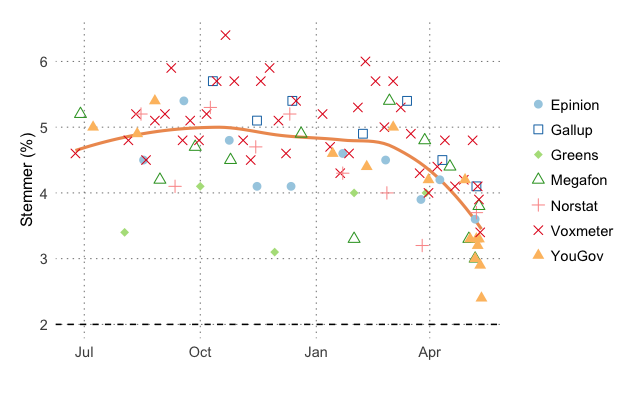 Stemmer (%)
6
5
4
3
2
Jul
Oct
Jan
Apr
Epinion
Gallup
Greens
Megafon
Norstat
Voxmeter
YouGov